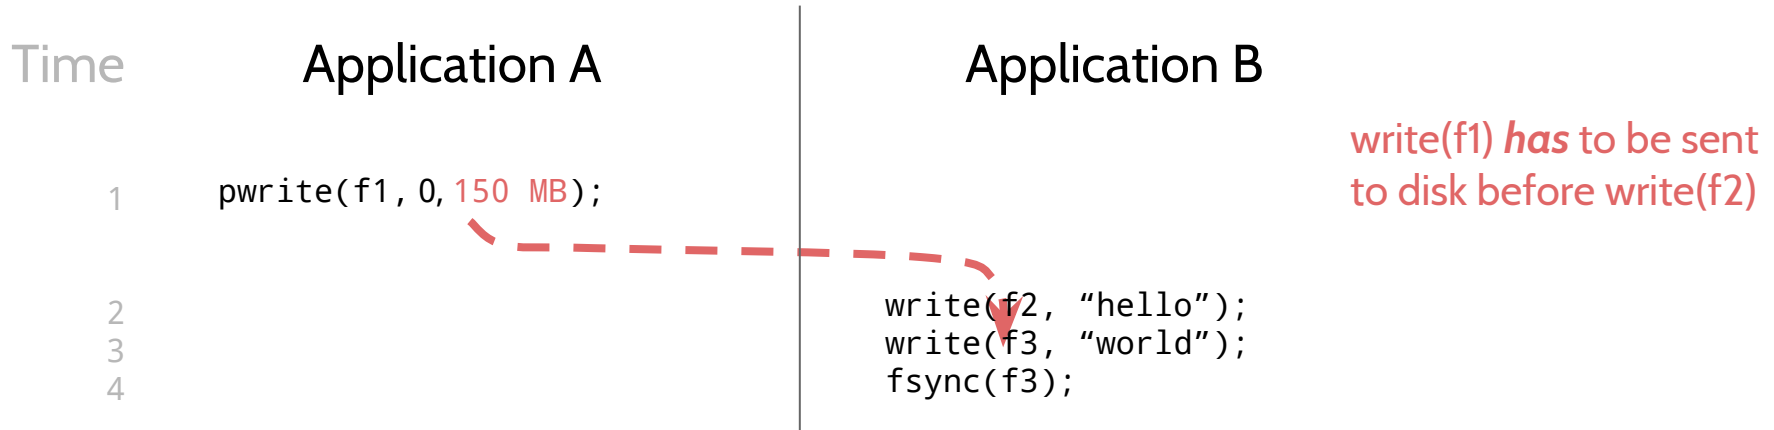 Time Application A Application B
write(f1) has to be sent
to disk before write(f2)
1 pwrite(f1, 0, 150 MB);
2 write(f2, “hello”);
3 write(f3, “world”);
4 fsync(f3);